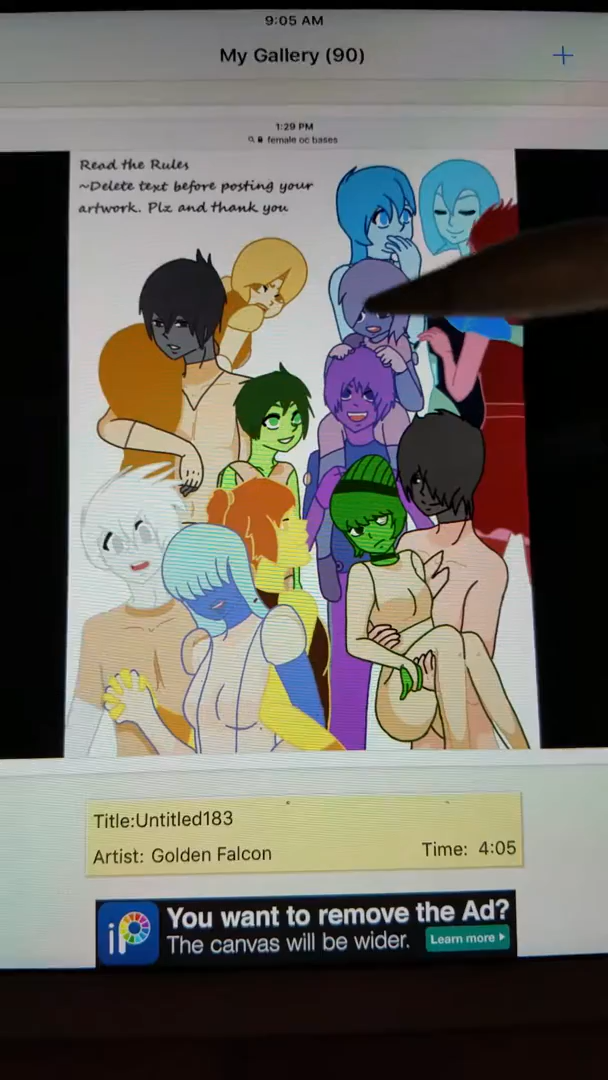 9:05 AM
My Gallery (90)
+
1:29 PM
female oc bases
Read the Rules
~Delete text before posting your
artwork. Plz and thank you
Title:Untitled183
Artist: Golden Falcon
Time: 4:05
iP
You want to remove the Ad?
The canvas will be wider.
Learn more